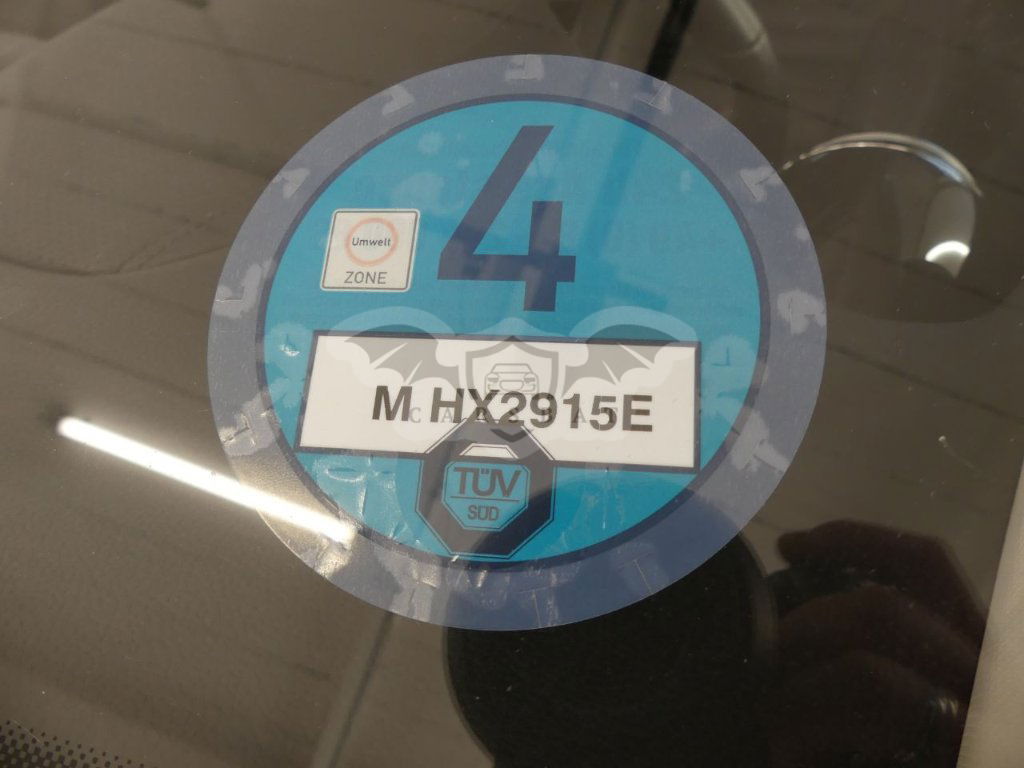 4
Umwelt
ZONE
M HX2915E
TÜV
SÜD